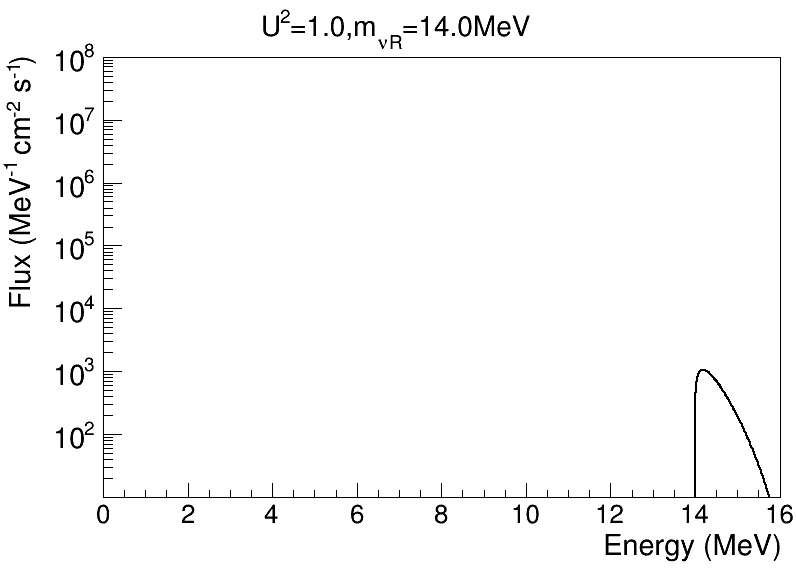 U²=1.0,m_νR=14.0MeV
Flux (MeV⁻¹ cm⁻² s⁻¹)
10⁸
10⁷
10⁶
10⁵
10⁴
10³
10²
0 2 4 6 8 10 12 14 16
Energy (MeV)